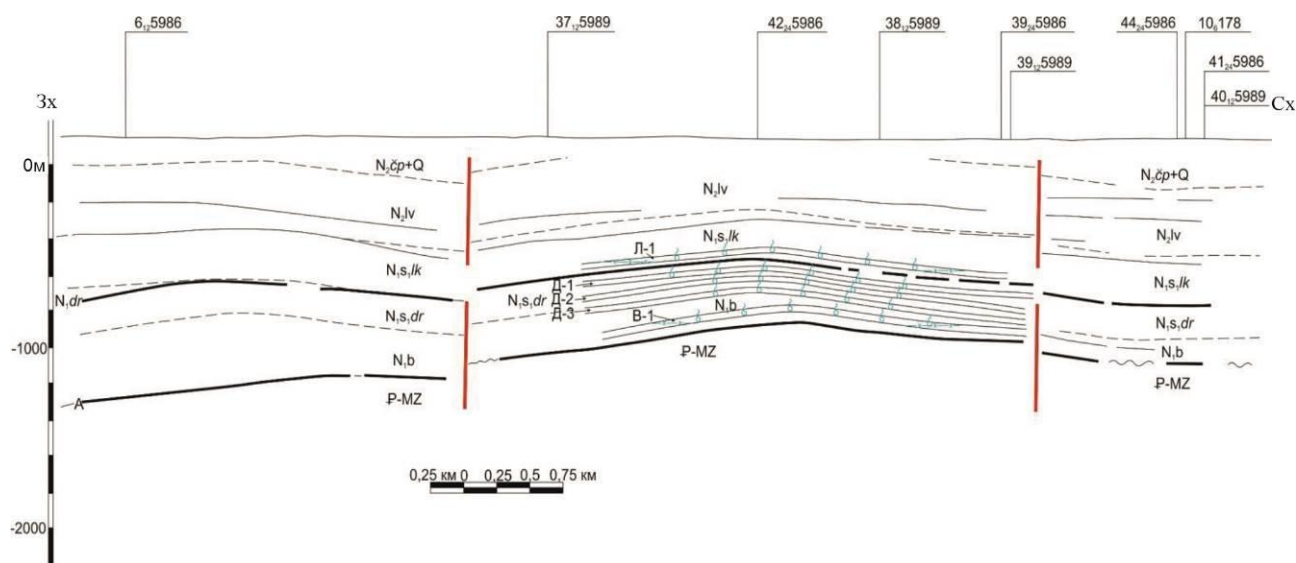 6₁₂5986
37₁₂5989
42₂₄5986
38₁₂5989
39₂₄5986
44₂₄5986
10₆178
39₁₂5989
41₂₄5986
40₁₂5989
Зх
Сх
0м
N₂čp+Q
N₂čp+Q
N₂lv
N₂lv
N₂lv
Л-1
N₁s₁lk
N₁s₁lk
N₁s₁lk
N₁dr
Д-1
N₁s₁dr
Д-2
N₁s₁dr
Д-3
N₁s₁dr
В-1
N₁b
-1000
N₁b
N₁b
Ꝑ-MZ
A
Ꝑ-MZ
Ꝑ-MZ
0,25 км 0 0,25 0,5 0,75 км
-2000